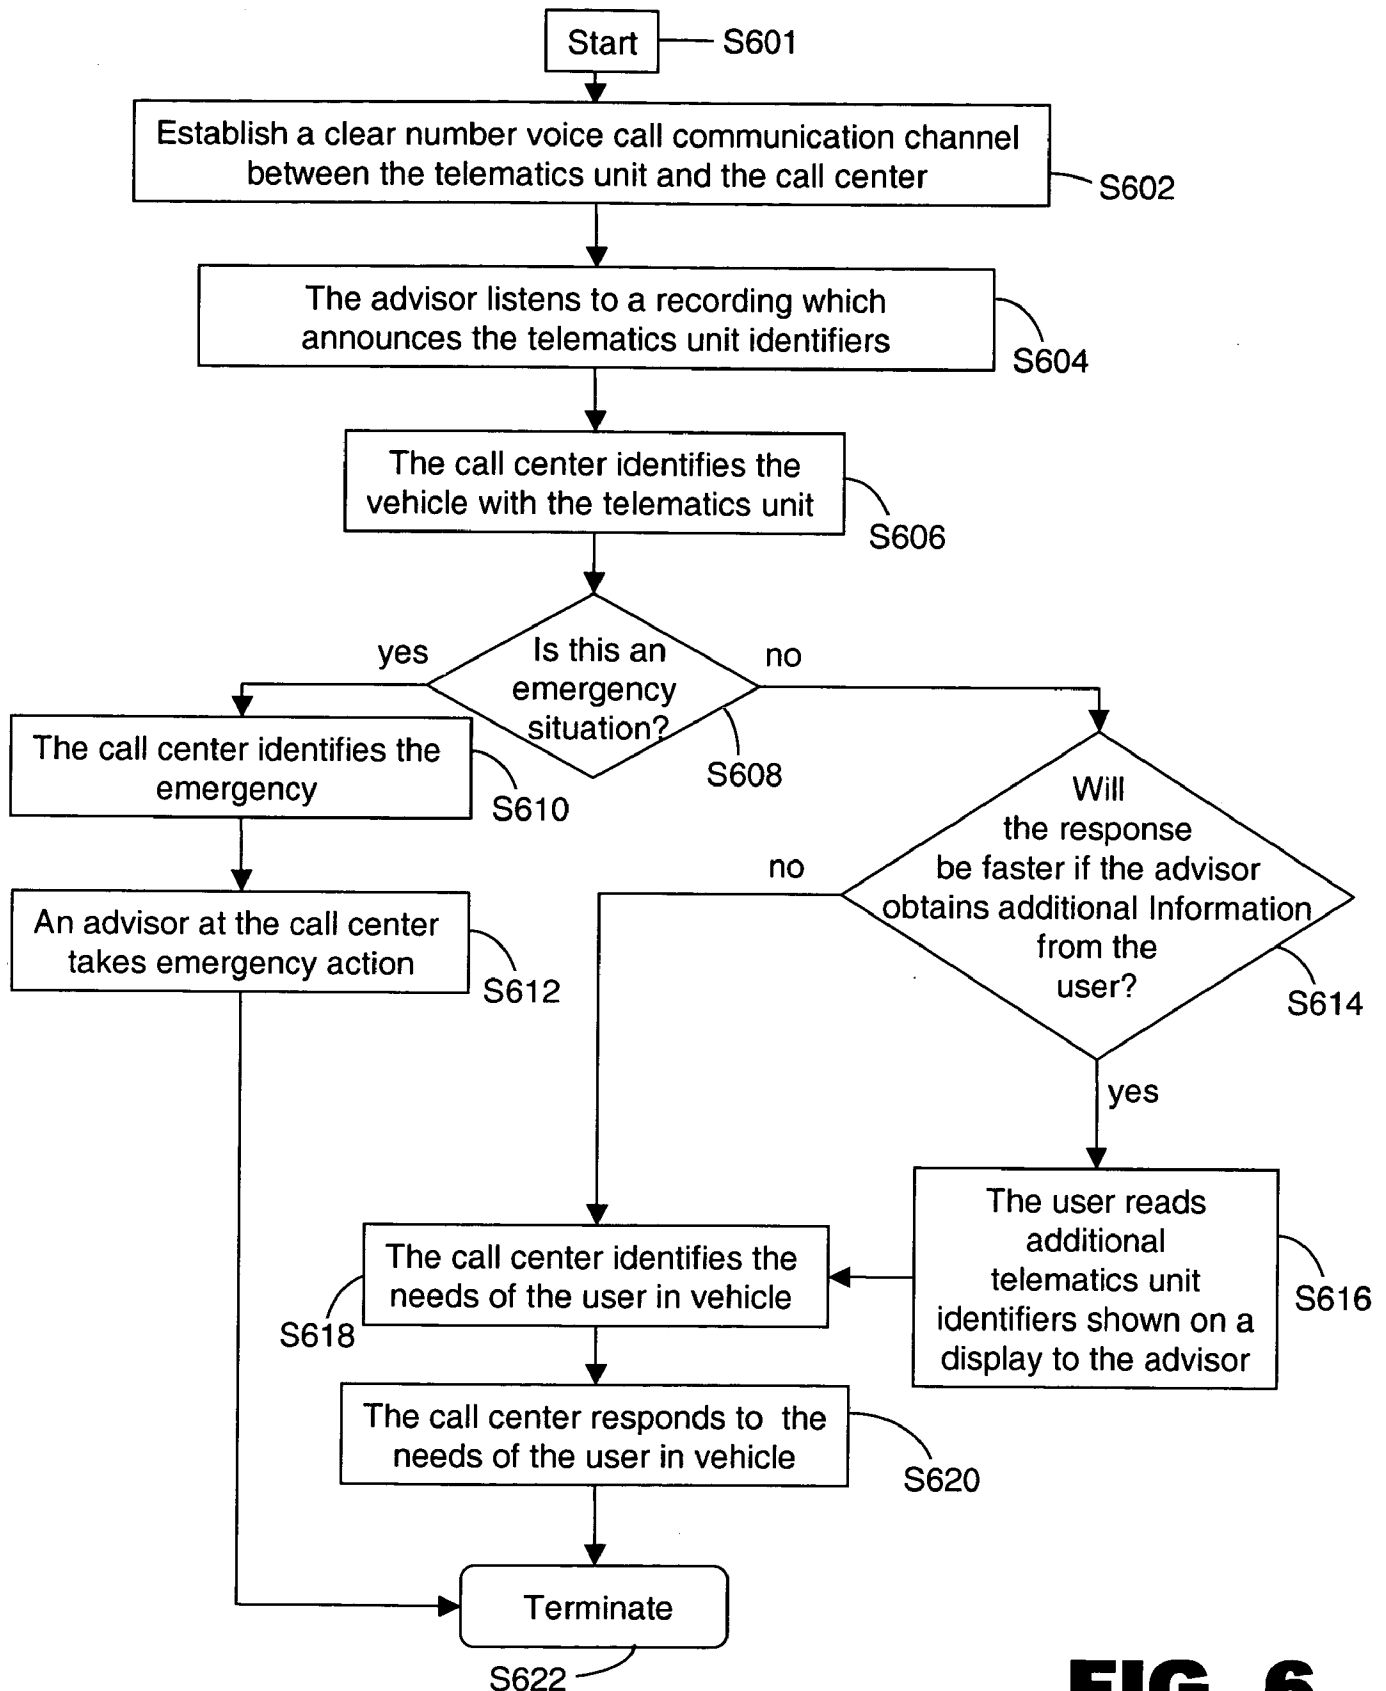 Start
S601
Establish a clear number voice call communication channel
between the telematics unit and the call center
S602
The advisor listens to a recording which
announces the telematics unit identifiers
S604
The call center identifies the
vehicle with the telematics unit
S606
yes
Is this an
emergency
situation?
no
S608
The call center identifies the
emergency
S610
Will
the response
be faster if the advisor
obtains additional Information
from the
user?
no
S614
An advisor at the call center
takes emergency action
S612
yes
The user reads
additional
telematics unit
identifiers shown on a
display to the advisor
S616
The call center identifies the
needs of the user in vehicle
S618
The call center responds to the
needs of the user in vehicle
S620
Terminate
S622
FIG. 6